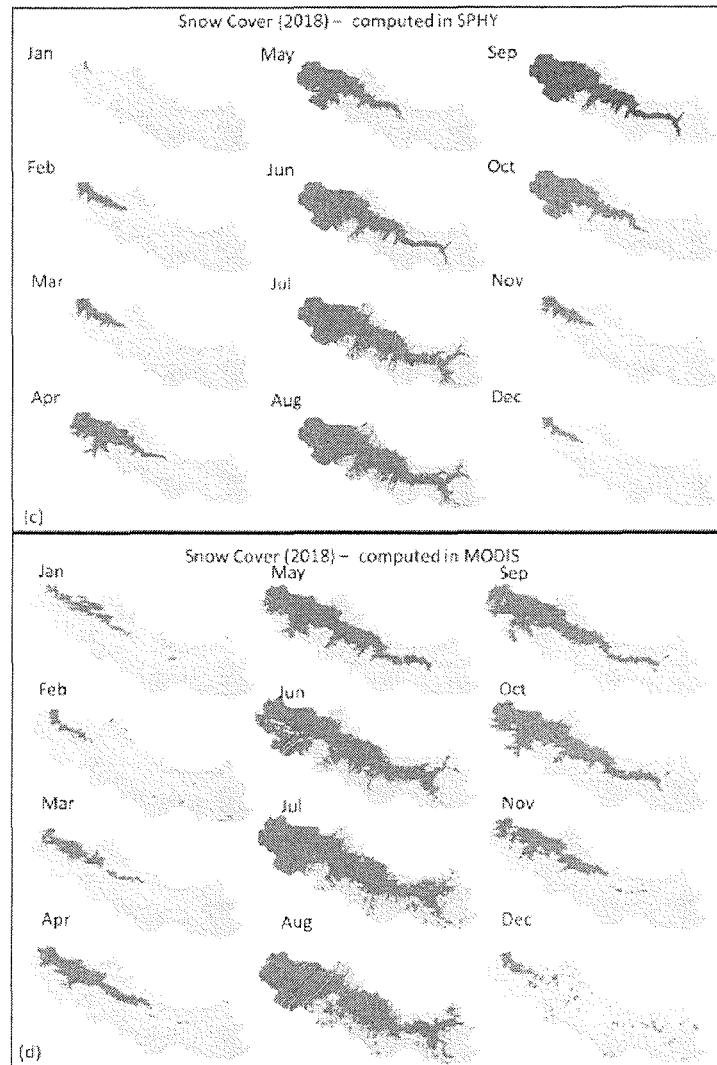 Snow Cover (2018) – computed in SPHY
Jan
May
Sep
Feb
Jun
Oct
Mar
Jul
Nov
Apr
Aug
Dec
(c)
Snow Cover (2018) – computed in MODIS
Jan
May
Sep
Feb
Jun
Oct
Mar
Jul
Nov
Apr
Aug
Dec
(d)